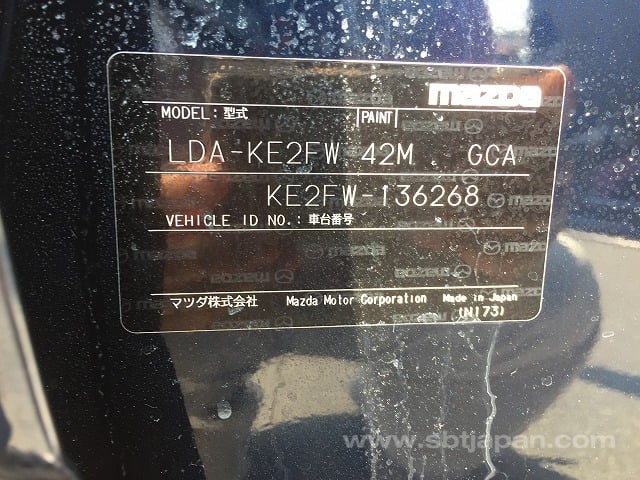 mazda
MODEL: 型式 PAINT
LDA-KE2FW 42M GCA
KE2FW-136268
VEHICLE ID NO.: 車台番号
マツダ株式会社 Mazda Motor Corporation Made in Japan
(N173)
www.sbtjapan.com